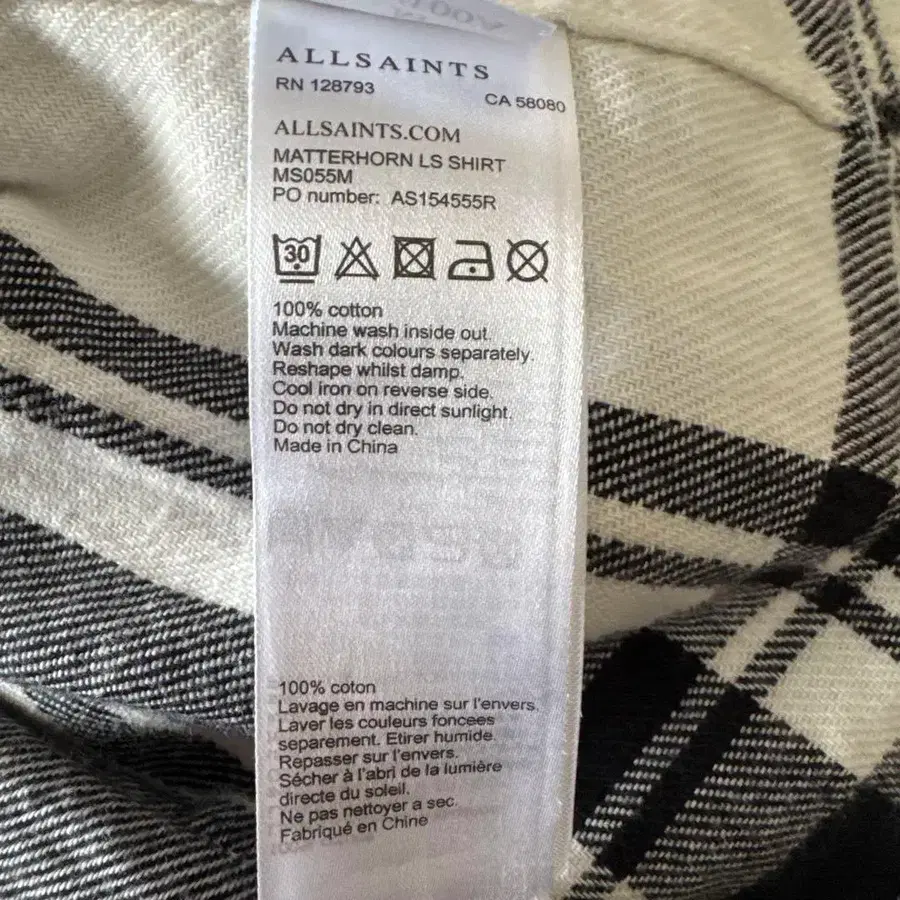 ALLSAINTS
RN 128793
CA 58080
ALLSAINTS.COM
MATTERHORN LS SHIRT
MS055M
PO number: AS154555R
30
100% cotton
Machine wash inside out.
Wash dark colours separately.
Reshape whilst damp.
Cool iron on reverse side.
Do not dry in direct sunlight.
Do not dry clean.
Made in China
100% coton
Lavage en machine sur l'envers.
Laver les couleurs foncees
separement. Etirer humide.
Repasser sur l'envers.
Sécher à l'abri de la lumière
directe du soleil.
Ne pas nettoyer a sec.
Fabriqué en Chine